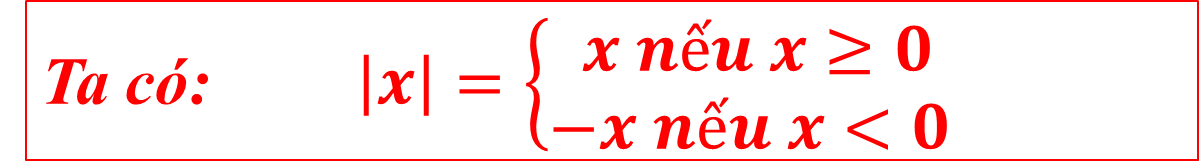 Ta có: |x| = { x nếu x ≥ 0
−x nếu x < 0